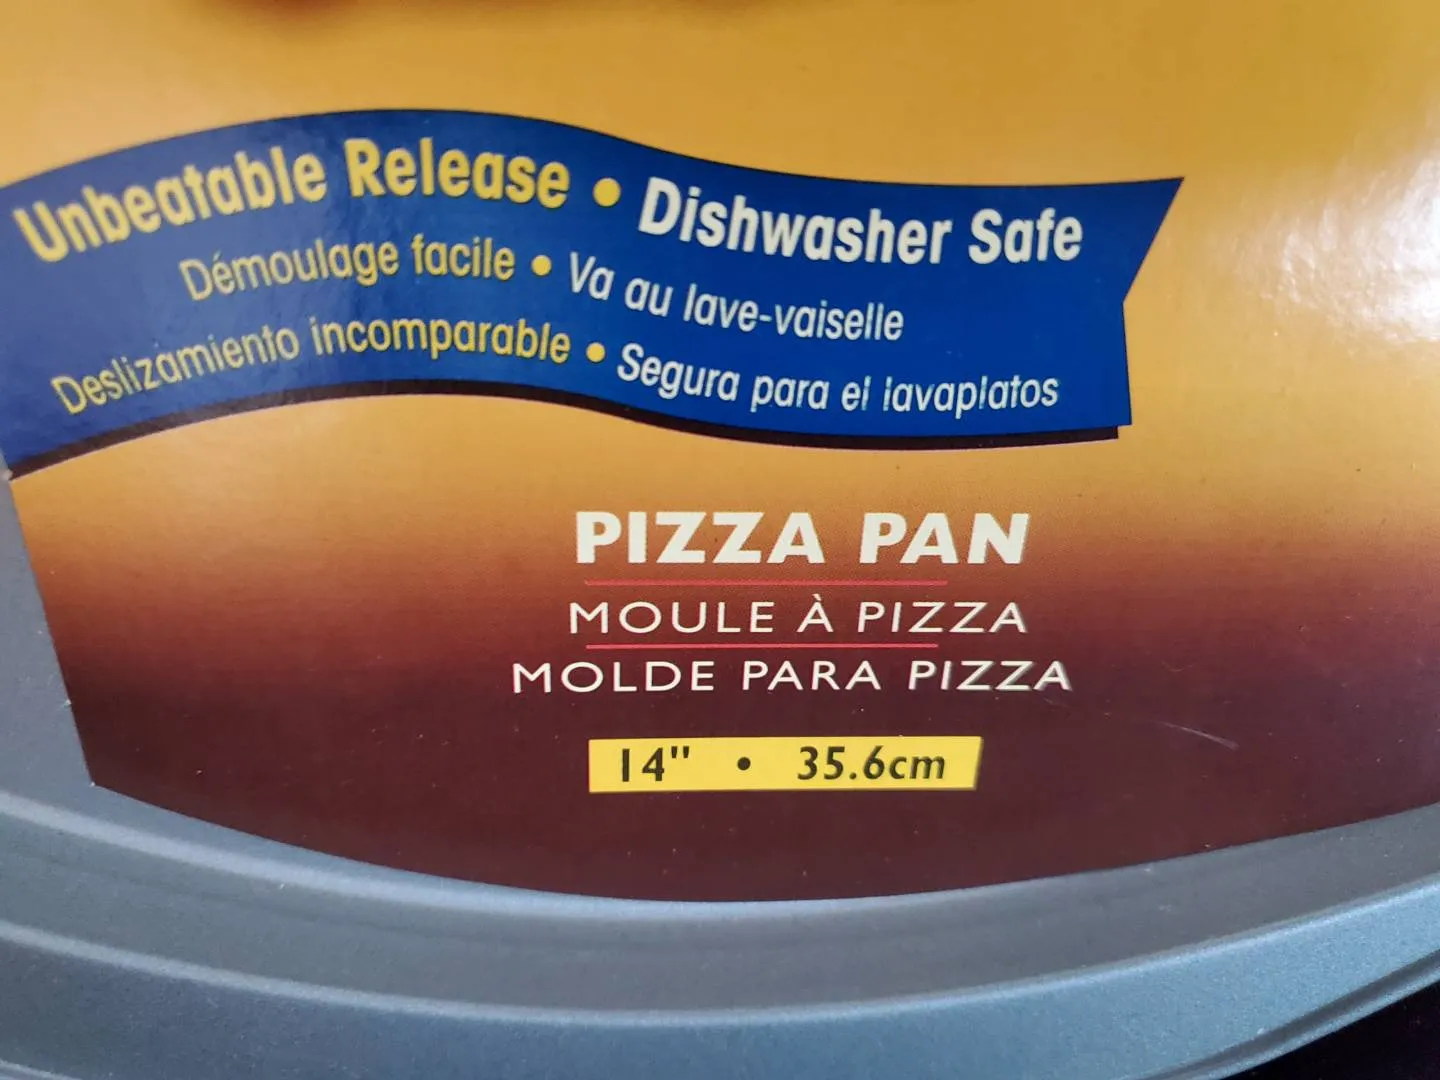 Unbeatable Release • Dishwasher Safe
Démoulage facile • Va au lave-vaiselle
Deslizamiento incomparable • Segura para el lavaplatos
PIZZA PAN
MOULE À PIZZA
MOLDE PARA PIZZA
14" • 35.6cm